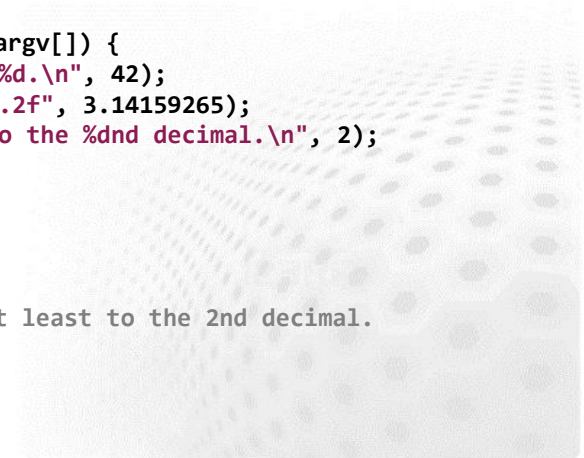 argv[]) {
%d.\n", 42);
.2f", 3.14159265);
o the %dnd decimal.\n", 2);
t least to the 2nd decimal.